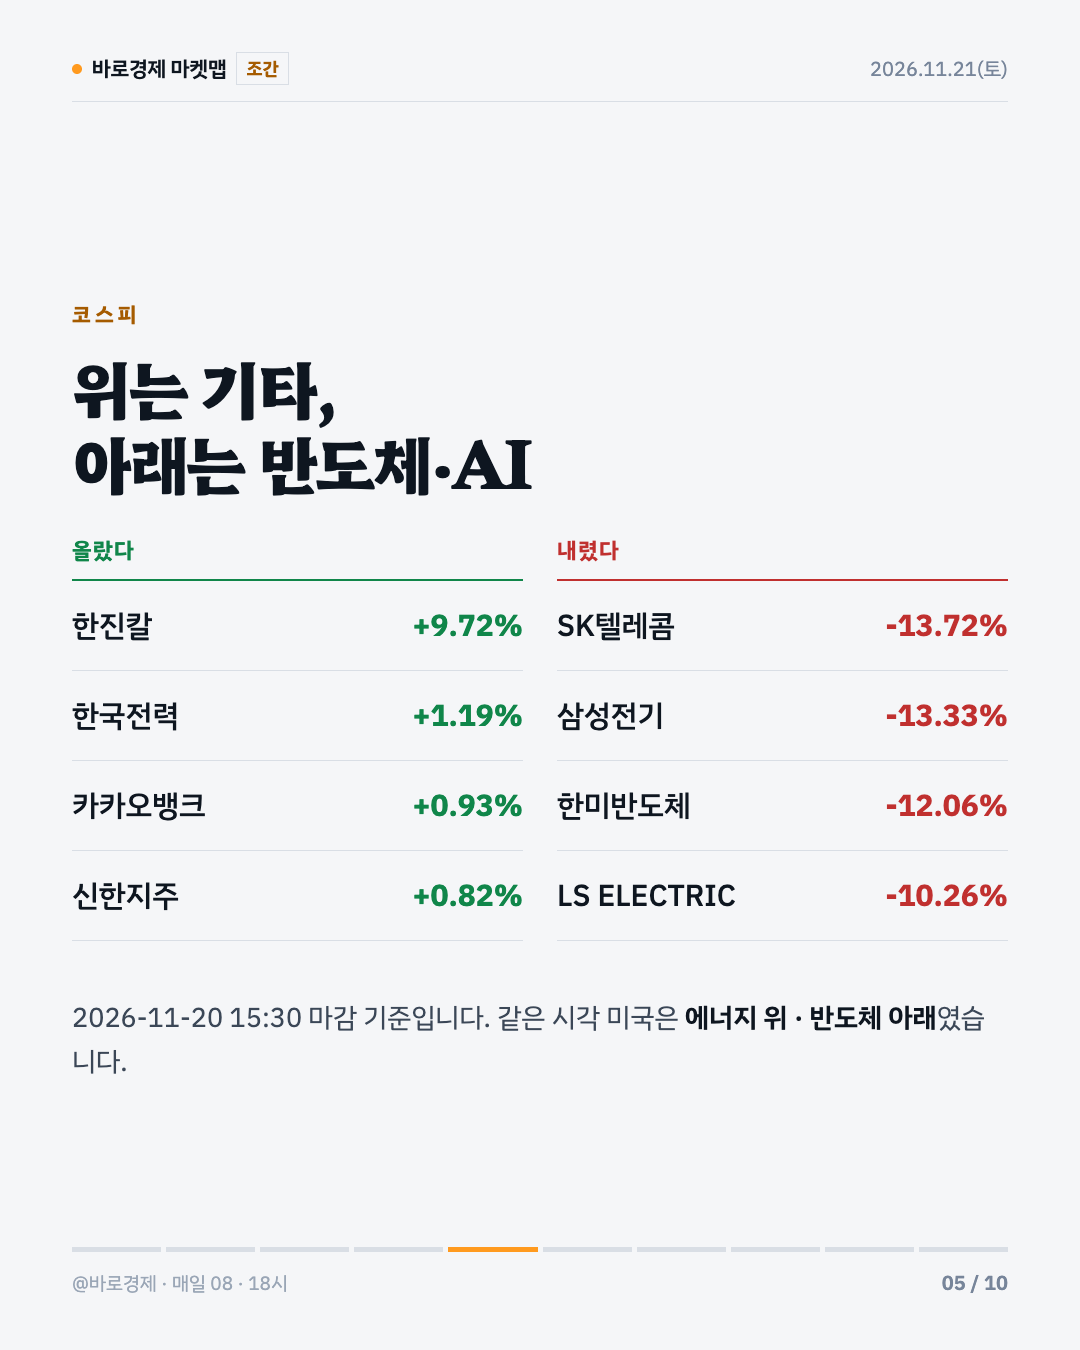 바로경제 마켓맵 조간
2026.11.21(토)
코스피
위는 기타,
아래는 반도체·AI
올랐다
한진칼 +9.72%
한국전력 +1.19%
카카오뱅크 +0.93%
신한지주 +0.82%
내렸다
SK텔레콤 -13.72%
삼성전기 -13.33%
한미반도체 -12.06%
LS ELECTRIC -10.26%
2026-11-20 15:30 마감 기준입니다. 같은 시각 미국은 에너지 위 · 반도체 아래였습
니다.
@바로경제 · 매일 08 · 18시
05 / 10